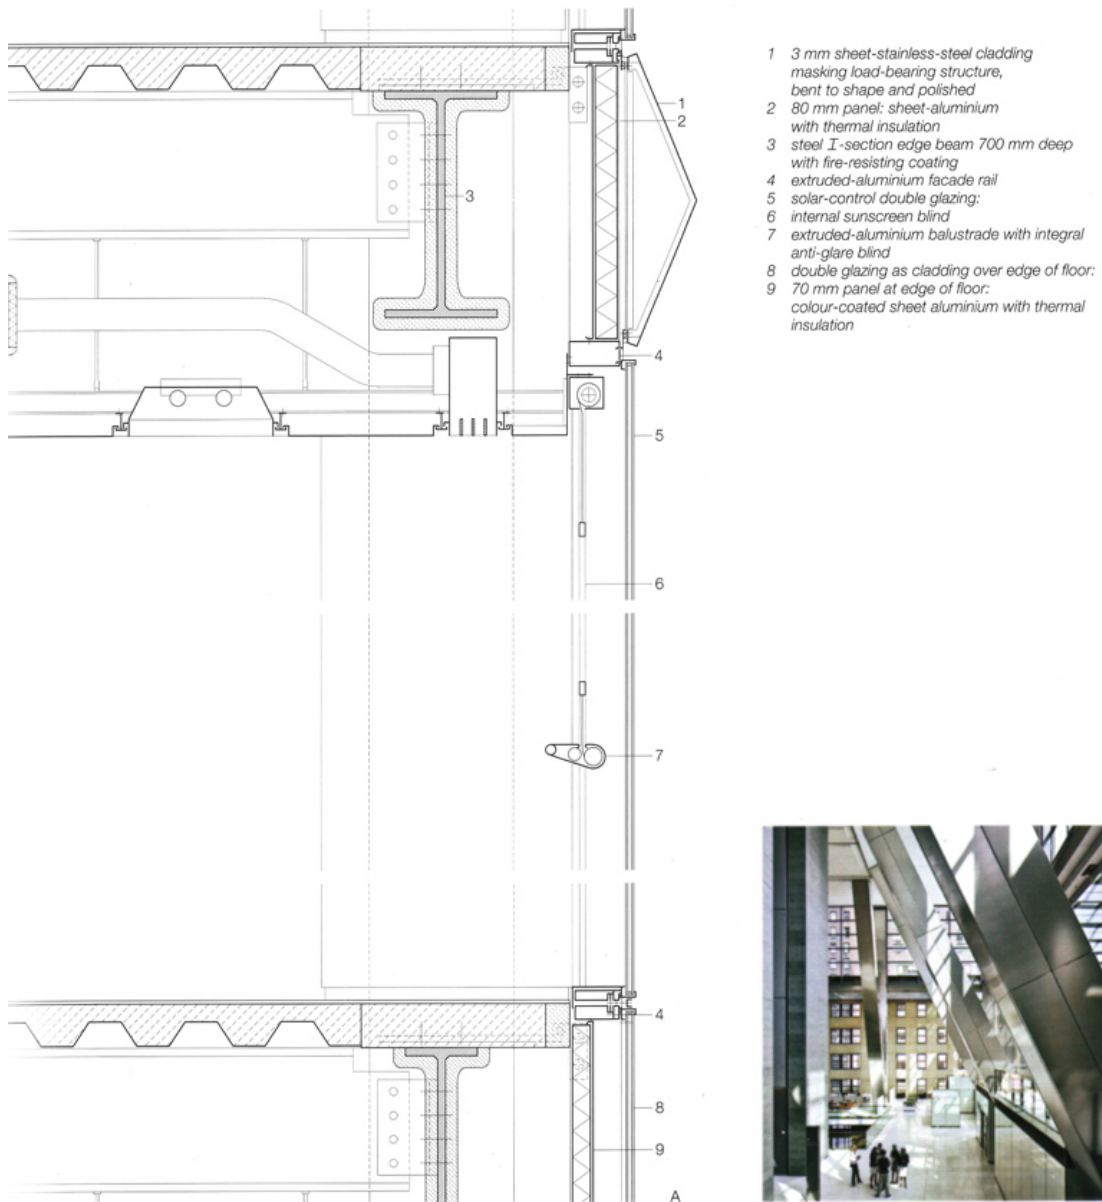 1 3 mm sheet-stainless-steel cladding
masking load-bearing structure,
bent to shape and polished
2 80 mm panel: sheet-aluminium
with thermal insulation
3 steel I-section edge beam 700 mm deep
with fire-resisting coating
4 extruded-aluminium facade rail
5 solar-control double glazing:
6 internal sunscreen blind
7 extruded-aluminium balustrade with integral
anti-glare blind
8 double glazing as cladding over edge of floor:
9 70 mm panel at edge of floor:
colour-coated sheet aluminium with thermal
insulation
1
2
3
4
5
6
7
4
8
9
A